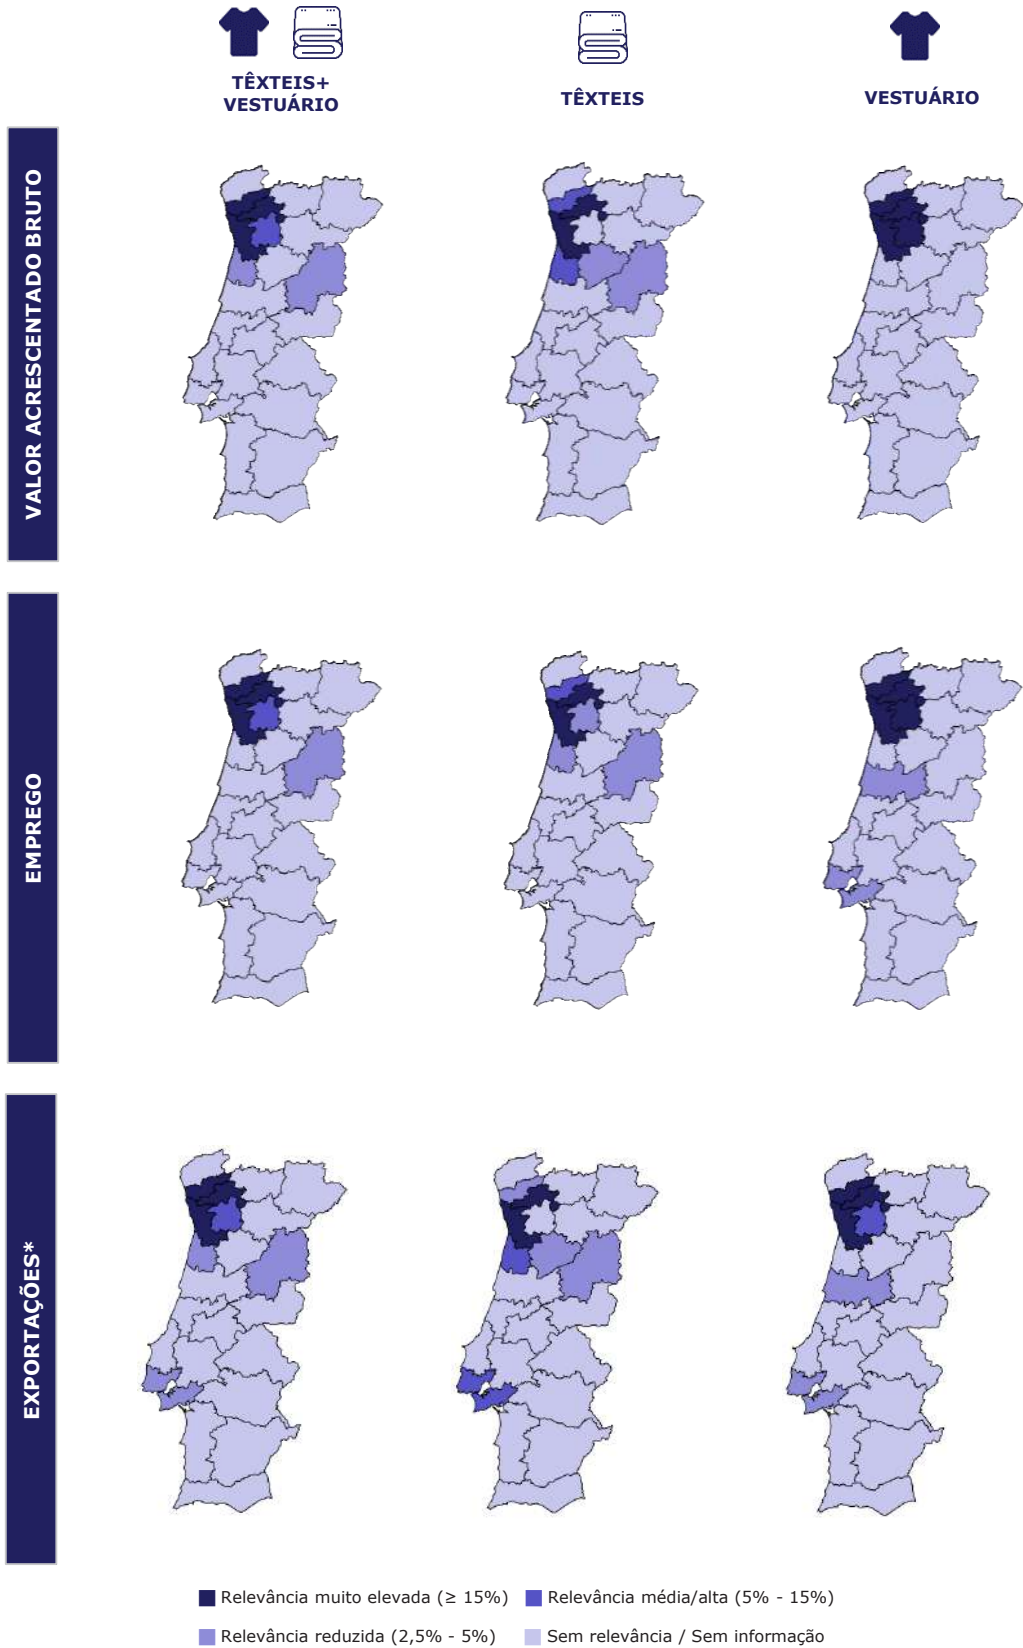 TÊXTEIS+
VESTUÁRIO
TÊXTEIS
VESTUÁRIO
VALOR ACRESCENTADO BRUTO
EMPREGO
EXPORTAÇÕES*
Relevância muito elevada (≥ 15%)
Relevância média/alta (5% - 15%)
Relevância reduzida (2,5% - 5%)
Sem relevância / Sem informação